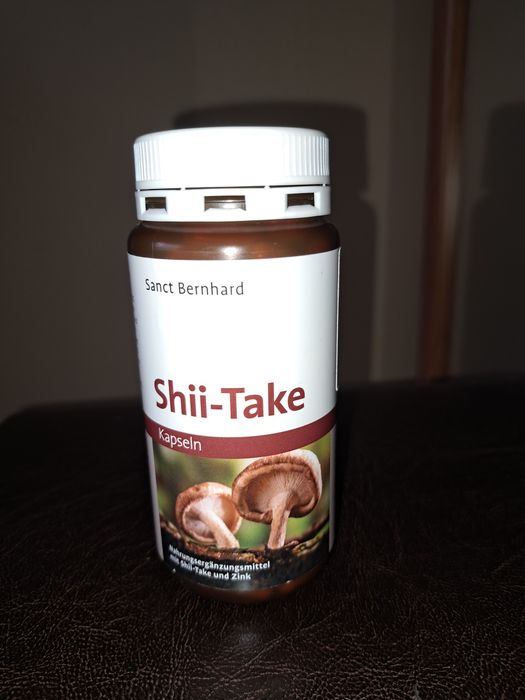 Sanct Bernhard
Shii-Take
Kapseln
Nahrungsergänzungsmittel
mit Shii-Take und Zink